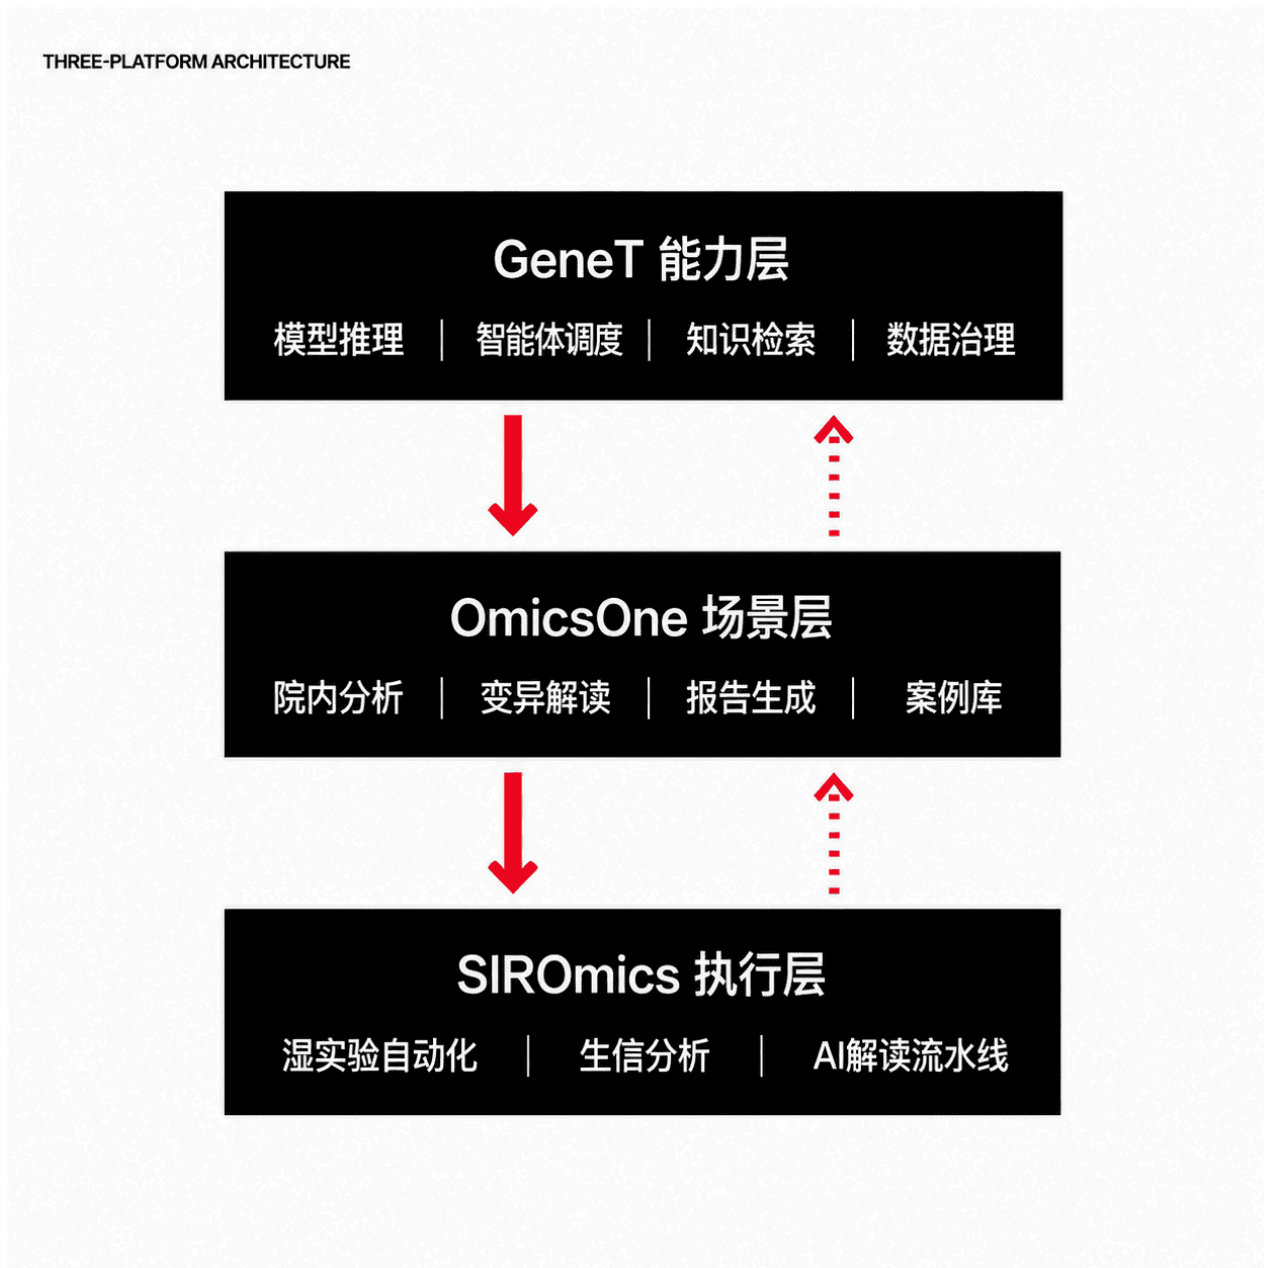 THREE-PLATFORM ARCHITECTURE
GeneT 能力层
模型推理 | 智能体调度 | 知识检索 | 数据治理
OmicsOne 场景层
院内分析 | 变异解读 | 报告生成 | 案例库
SIROmics 执行层
湿实验自动化 | 生信分析 | AI解读流水线